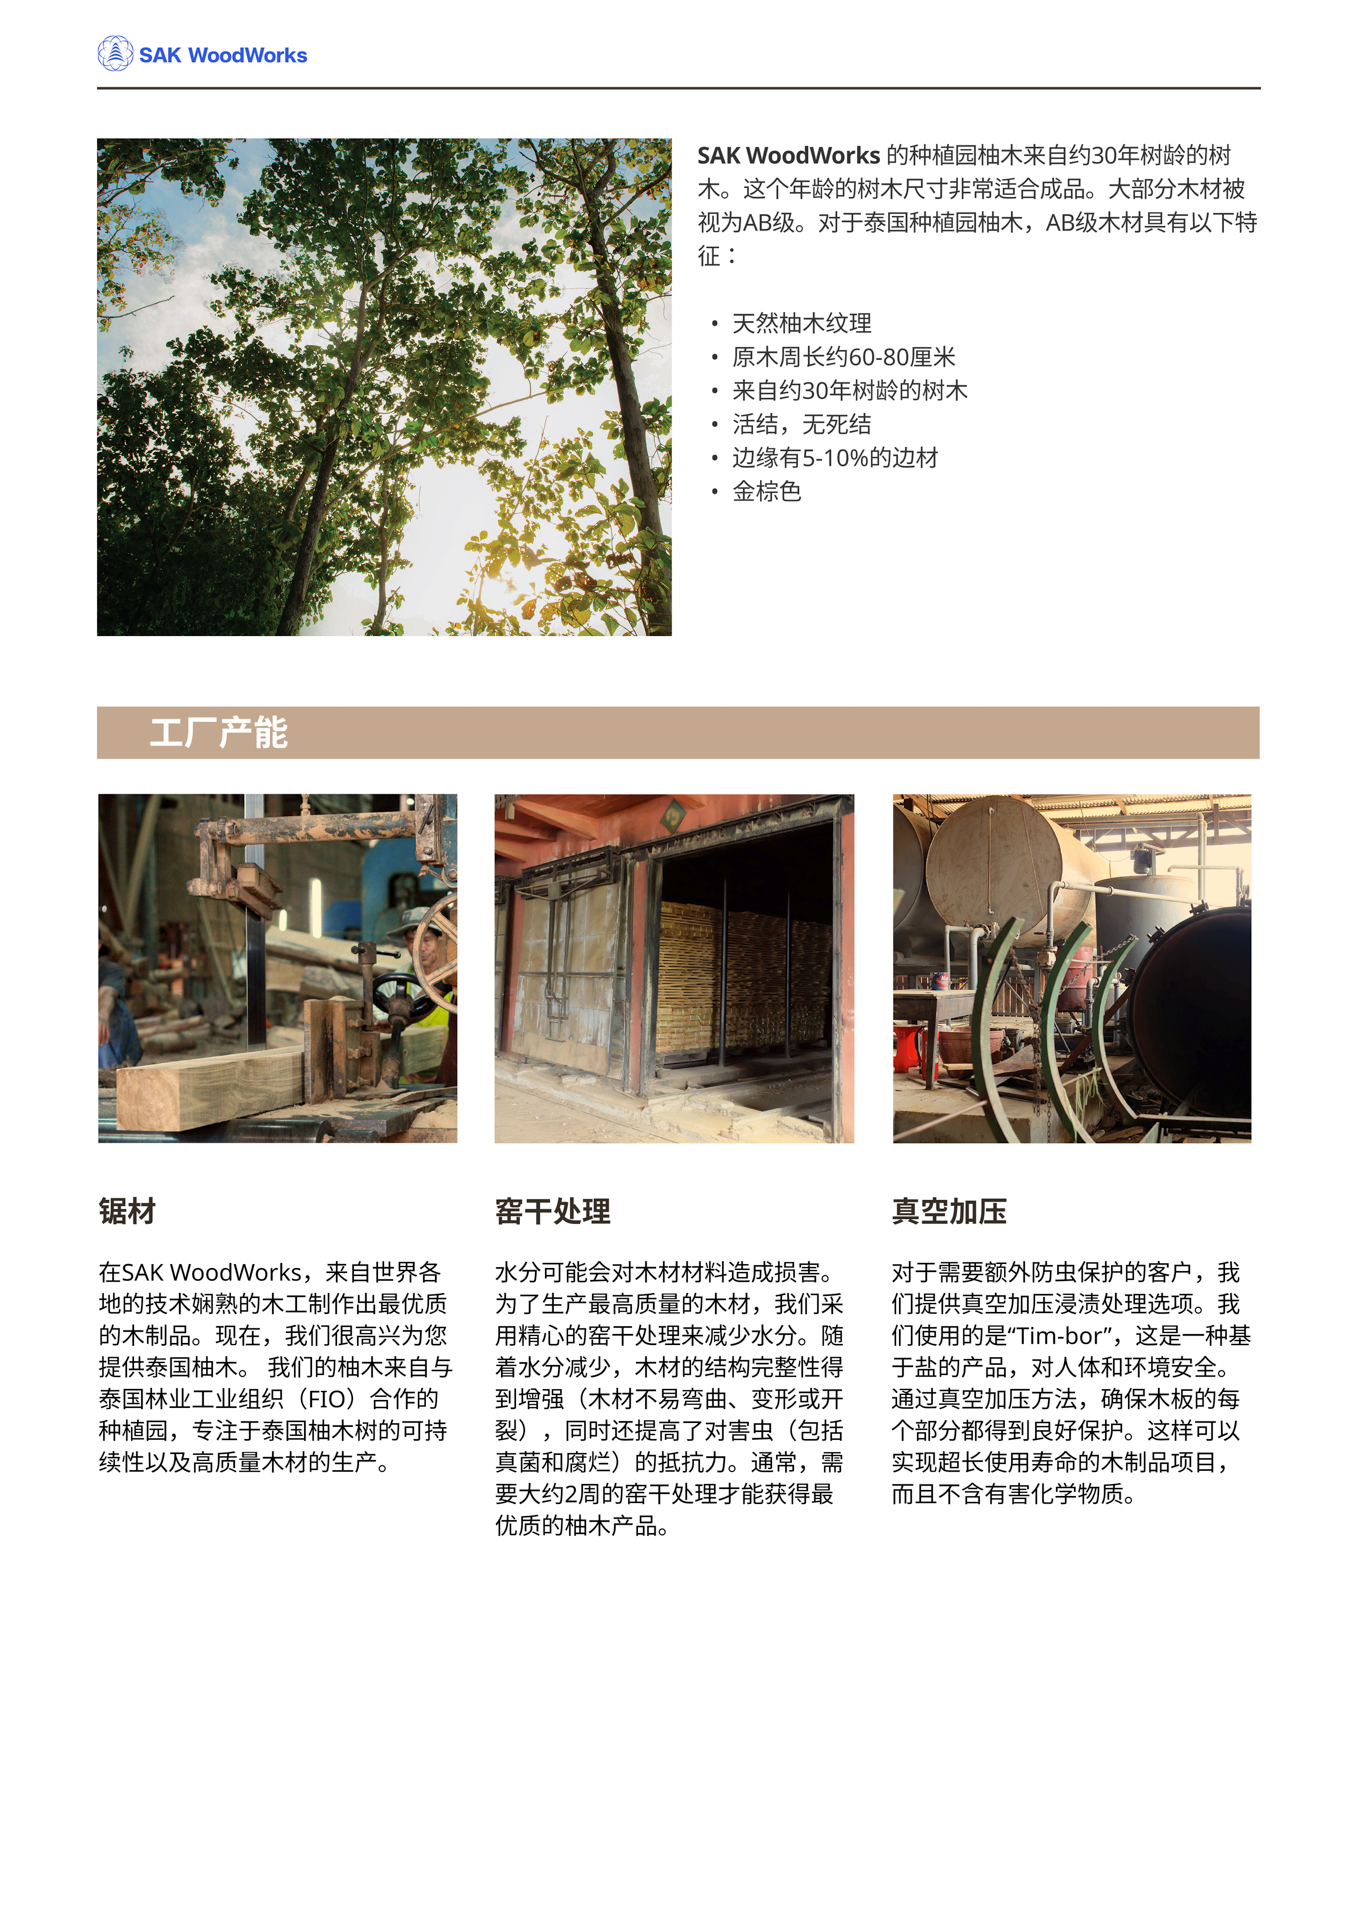 SAK WoodWorks
SAK WoodWorks 的种植园柚木来自约30年树龄的树
木。这个年龄的树木尺寸非常适合成品。大部分木材被
视为AB级。对于泰国种植园柚木，AB级木材具有以下特
征：
• 天然柚木纹理
• 原木周长约60-80厘米
• 来自约30年树龄的树木
• 活结，无死结
• 边缘有5-10%的边材
• 金棕色
工厂产能
锯材
在SAK WoodWorks，来自世界各
地的技术娴熟的木工制作出最优质
的木制品。现在，我们很高兴为您
提供泰国柚木。 我们的柚木来自与
泰国林业工业组织（FIO）合作的
种植园，专注于泰国柚木树的可持
续性以及高质量木材的生产。
窑干处理
水分可能会对木材材料造成损害。
为了生产最高质量的木材，我们采
用精心的窑干处理来减少水分。随
着水分减少，木材的结构完整性得
到增强（木材不易弯曲、变形或开
裂），同时还提高了对害虫（包括
真菌和腐烂）的抵抗力。通常，需
要大约2周的窑干处理才能获得最
优质的柚木产品。
真空加压
对于需要额外防虫保护的客户，我
们提供真空加压浸渍处理选项。我
们使用的是“Tim-bor”，这是一种基
于盐的产品，对人体和环境安全。
通过真空加压方法，确保木板的每
个部分都得到良好保护。这样可以
实现超长使用寿命的木制品项目，
而且不含有害化学物质。